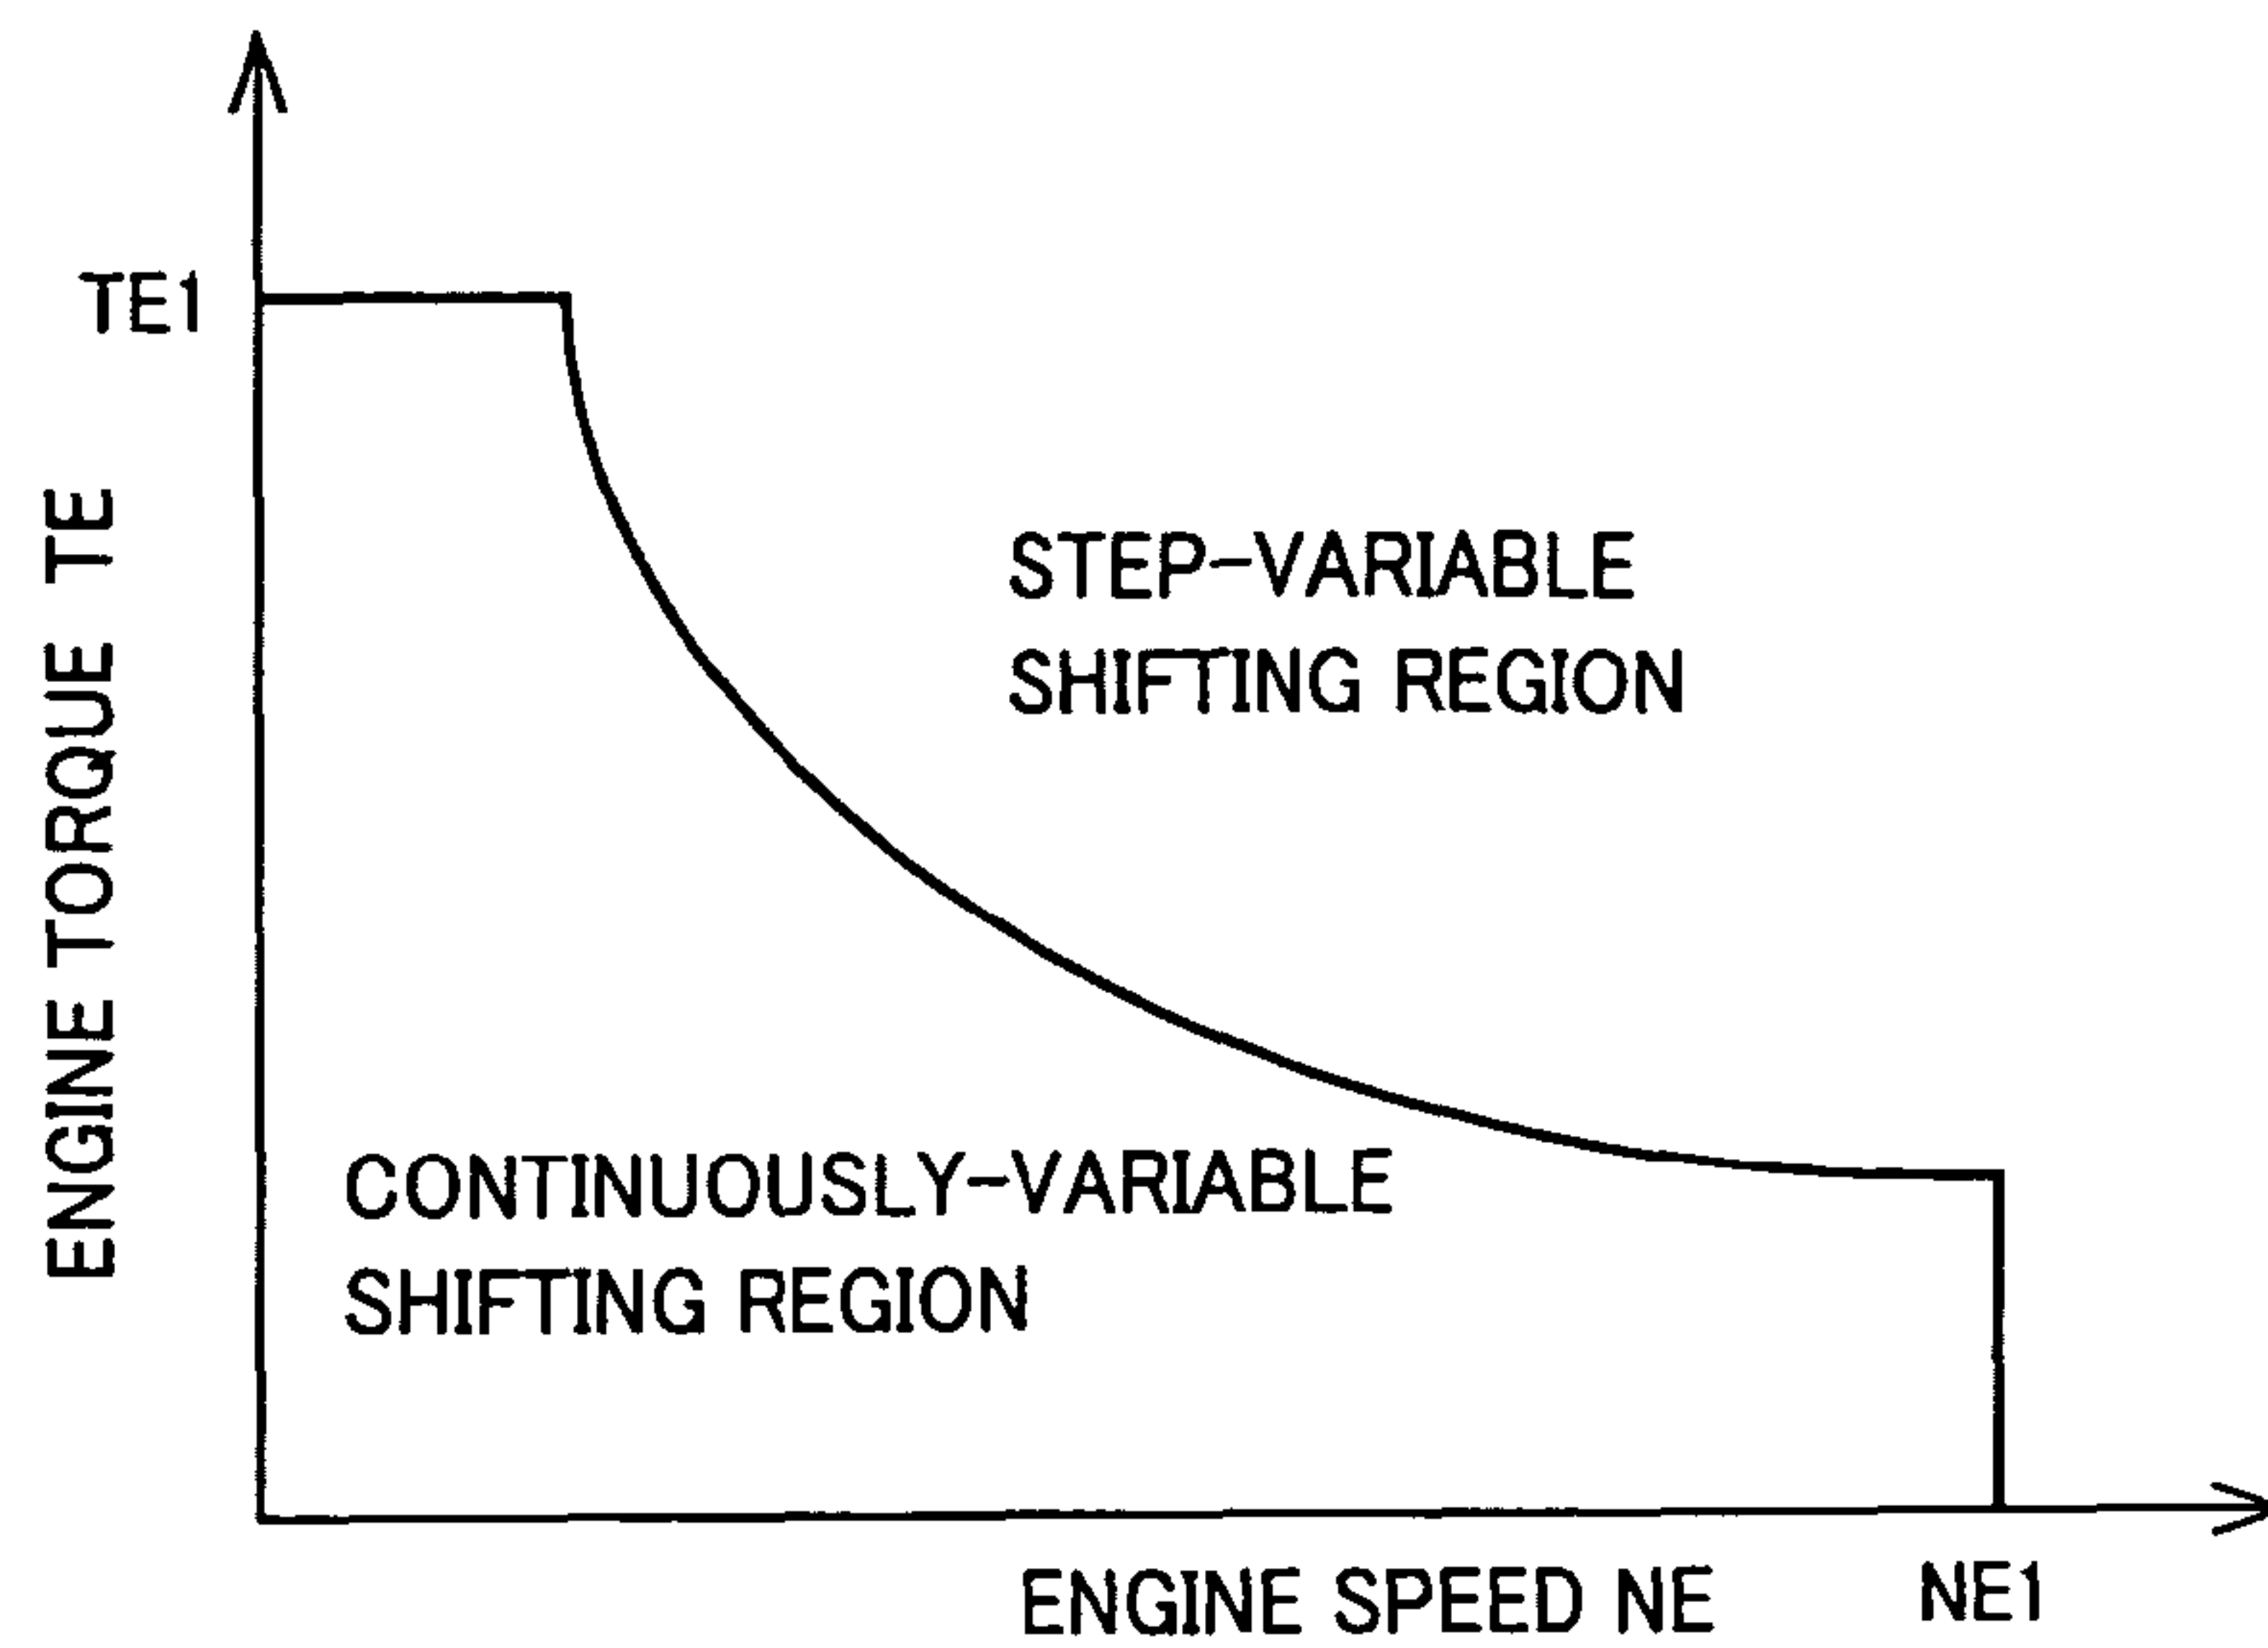 TE1
ENGINE TORQUE TE
STEP-VARIABLE
SHIFTING REGION
CONTINUOUSLY-VARIABLE
SHIFTING REGION
ENGINE SPEED NE
NE1